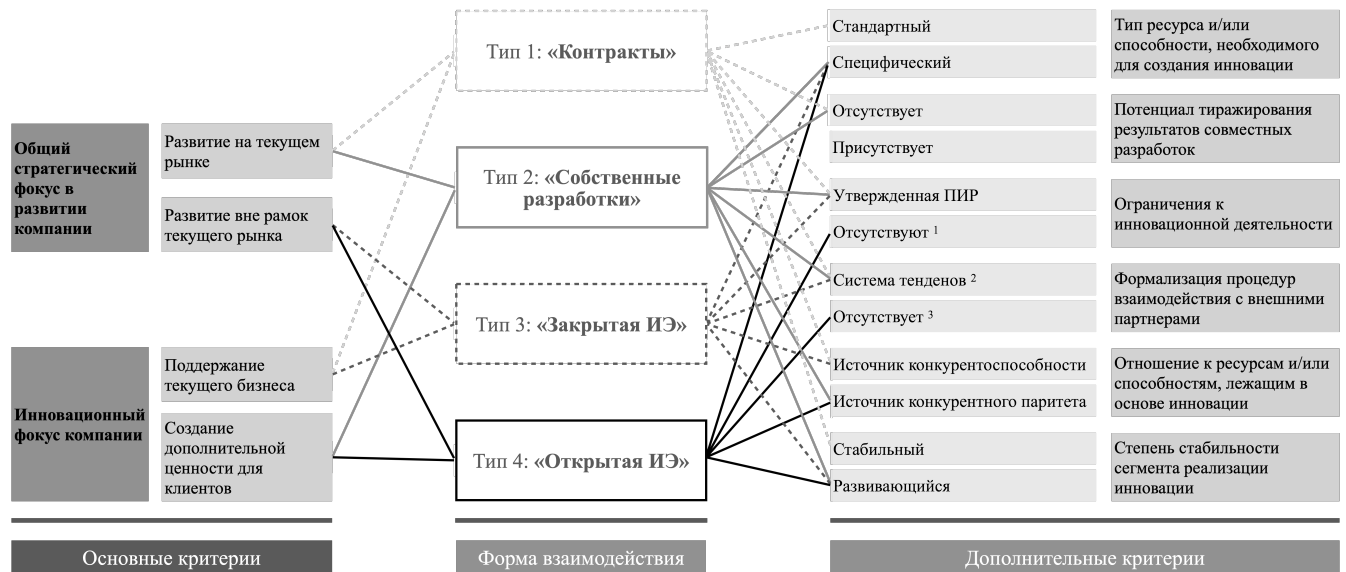 Общий
стратегический
фокус в
развитии
компании
Развитие на текущем
рынке
Развитие вне рамок
текущего рынка
Инновационный
фокус компании
Поддержание
текущего бизнеса
Создание
дополнительной
ценности для
клиентов
Основные критерии
Тип 1: «Контракты»
Тип 2: «Собственные
разработки»
Тип 3: «Закрытая ИЭ»
Тип 4: «Открытая ИЭ»
Форма взаимодействия
Стандартный
Специфический
Тип ресурса и/или
способности, необходимого
для создания инновации
Отсутствует
Присутствует
Потенциал тиражирования
результатов совместных
разработок
Утвержденная ПИР
Отсутствуют 1
Ограничения к
инновационной деятельности
Система тенденов 2
Отсутствует 3
Формализация процедур
взаимодействия с внешними
партнерами
Источник конкурентоспособности
Источник конкурентного паритета
Отношение к ресурсам и/или
способностям, лежащим в
основе инновации
Стабильный
Развивающийся
Степень стабильности
сегмента реализации
инновации
Дополнительные критерии